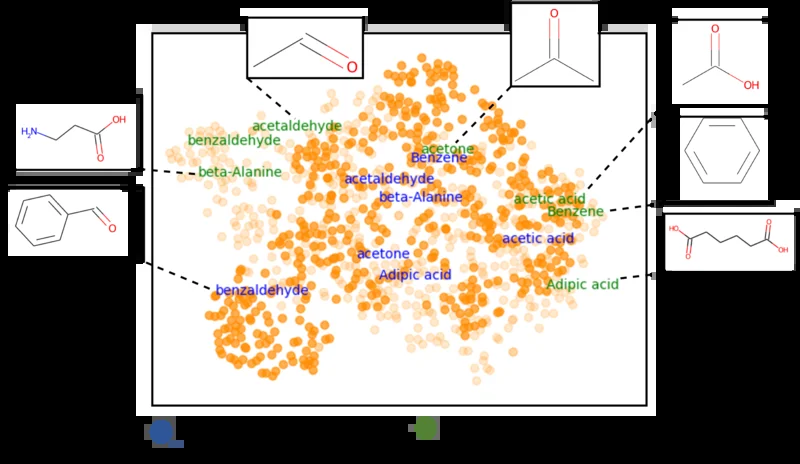 O
O
O
OH
acetaldehyde
H₂N
OH
O
benzaldehyde
acetone
Benzene
beta-Alanine
acetaldehyde
beta-Alanine
acetic acid
Benzene
O
HO
O
O
OH
acetic acid
acetone
Adipic acid
Adipic acid
benzaldehyde